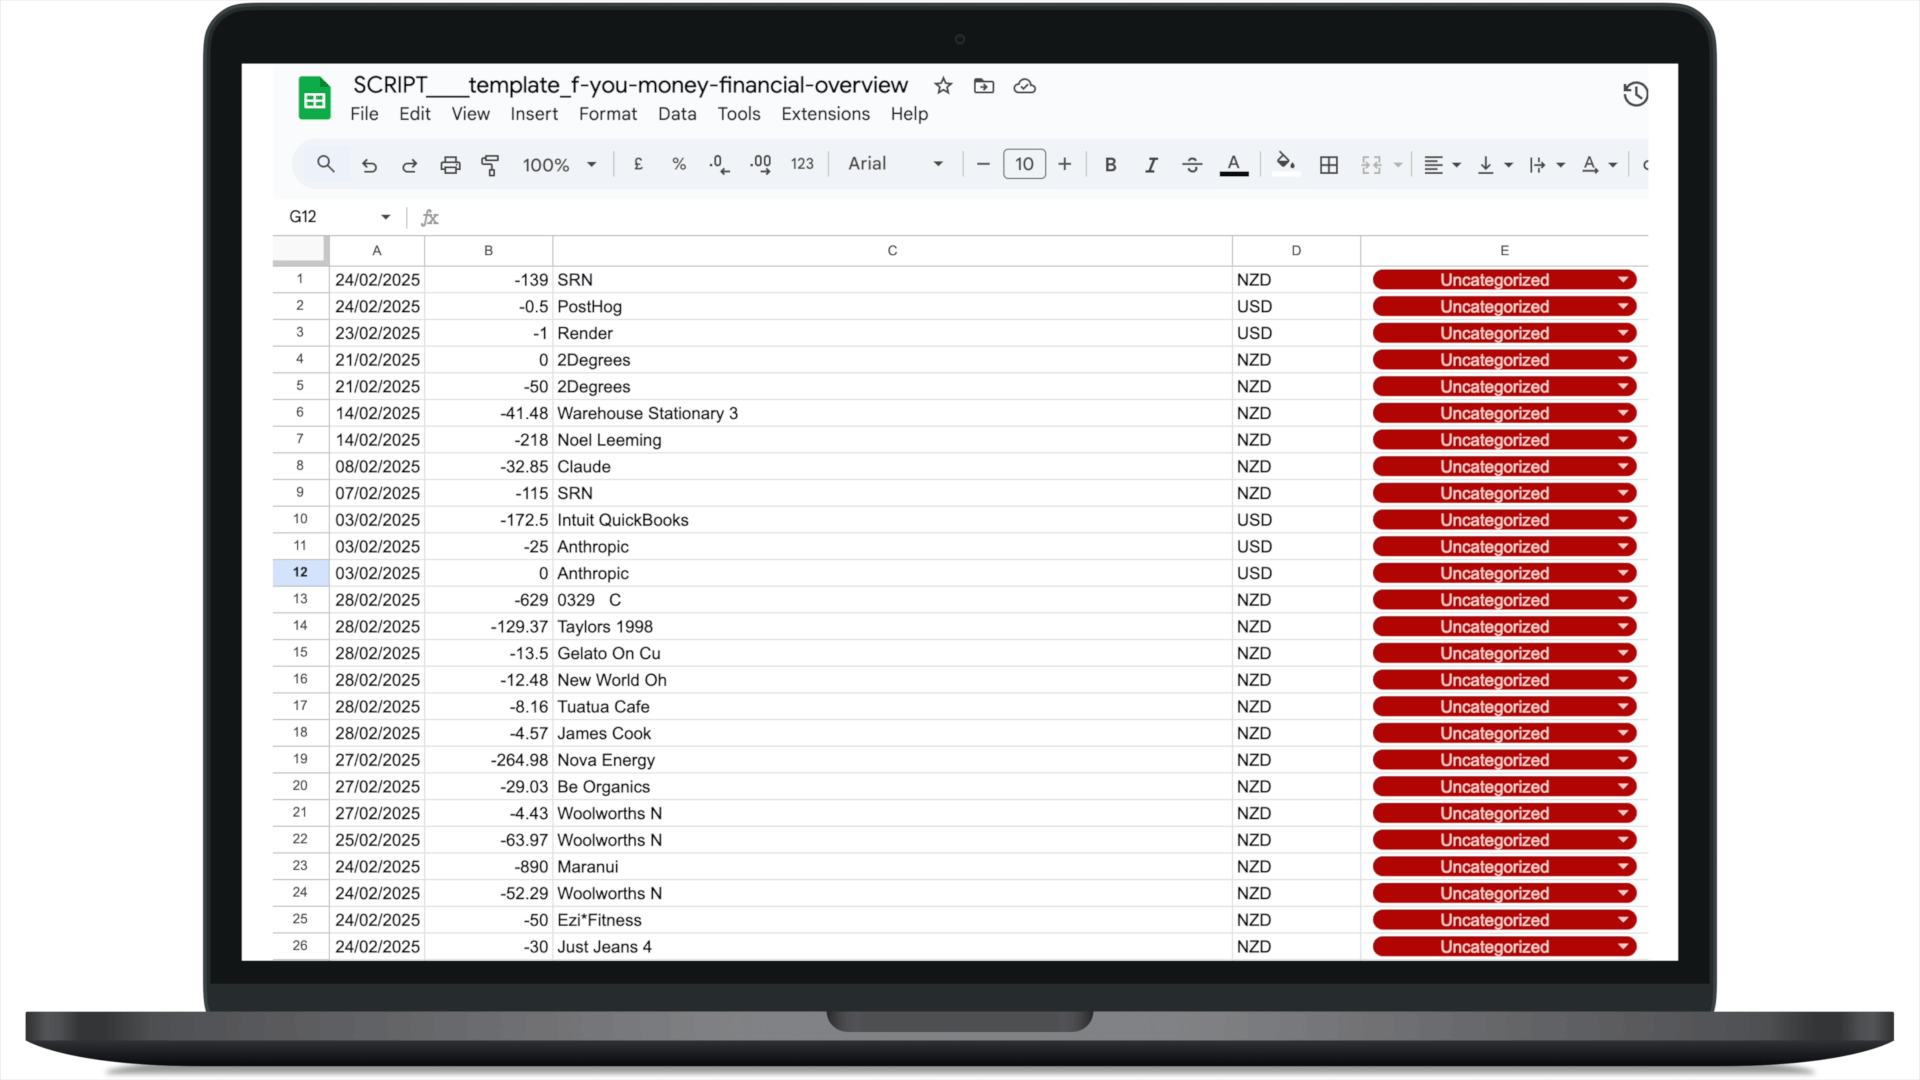 SCRIPT____template_f-you-money-financial-overview
File Edit View Insert Format Data Tools Extensions Help
100% £ % .0 .00 123 Arial 10 B I S A A
G12 fx
A B C D E
1 24/02/2025 -139 SRN NZD Uncategorized
2 24/02/2025 -0.5 PostHog USD Uncategorized
3 23/02/2025 -1 Render USD Uncategorized
4 21/02/2025 0 2Degrees NZD Uncategorized
5 21/02/2025 -50 2Degrees NZD Uncategorized
6 14/02/2025 -41.48 Warehouse Stationary 3 NZD Uncategorized
7 14/02/2025 -218 Noel Leeming NZD Uncategorized
8 08/02/2025 -32.85 Claude NZD Uncategorized
9 07/02/2025 -115 SRN NZD Uncategorized
10 03/02/2025 -172.5 Intuit QuickBooks USD Uncategorized
11 03/02/2025 -25 Anthropic USD Uncategorized
12 03/02/2025 0 Anthropic USD Uncategorized
13 28/02/2025 -629 0329 C NZD Uncategorized
14 28/02/2025 -129.37 Taylors 1998 NZD Uncategorized
15 28/02/2025 -13.5 Gelato On Cu NZD Uncategorized
16 28/02/2025 -12.48 New World Oh NZD Uncategorized
17 28/02/2025 -8.16 Tuatua Cafe NZD Uncategorized
18 28/02/2025 -4.57 James Cook NZD Uncategorized
19 27/02/2025 -264.98 Nova Energy NZD Uncategorized
20 27/02/2025 -29.03 Be Organics NZD Uncategorized
21 27/02/2025 -4.43 Woolworths N NZD Uncategorized
22 25/02/2025 -63.97 Woolworths N NZD Uncategorized
23 24/02/2025 -890 Maranui NZD Uncategorized
24 24/02/2025 -52.29 Woolworths N NZD Uncategorized
25 24/02/2025 -50 Ezi*Fitness NZD Uncategorized
26 24/02/2025 -30 Just Jeans 4 NZD Uncategorized